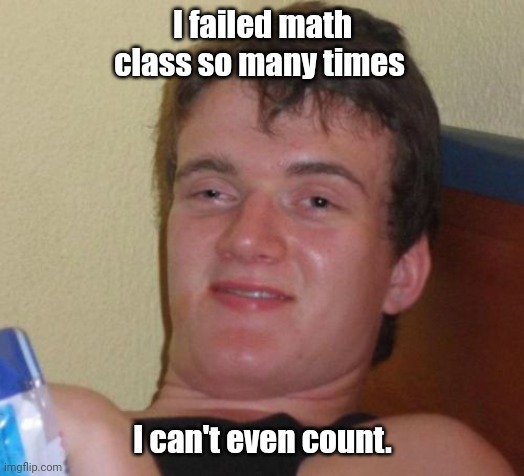 I failed math
class so many times
I can't even count.
imgflip.com